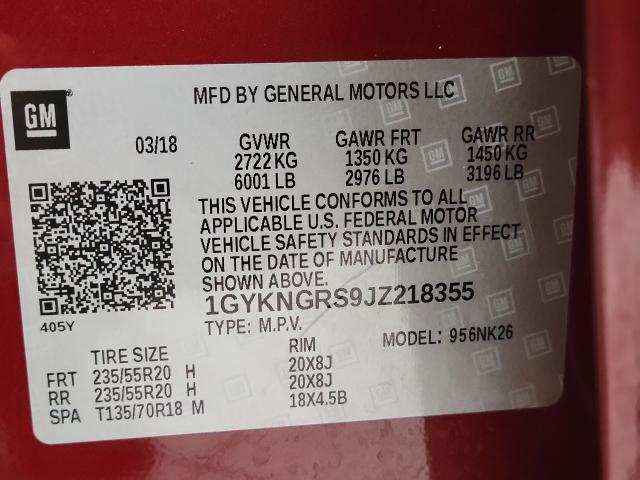 GM
MFD BY GENERAL MOTORS LLC
03/18 GVWR GAWR FRT GAWR RR
2722 KG 1350 KG 1450 KG
6001 LB 2976 LB 3196 LB
THIS VEHICLE CONFORMS TO ALL
APPLICABLE U.S. FEDERAL MOTOR
VEHICLE SAFETY STANDARDS IN EFFECT
ON THE DATE OF MANUFACTURE
SHOWN ABOVE.
1GYKNGRS9JZ218355
405Y
TYPE: M.P.V. MODEL: 956NK26
TIRE SIZE RIM
FRT 235/55R20 H 20X8J
RR 235/55R20 H 20X8J
SPA T135/70R18 M 18X4.5B